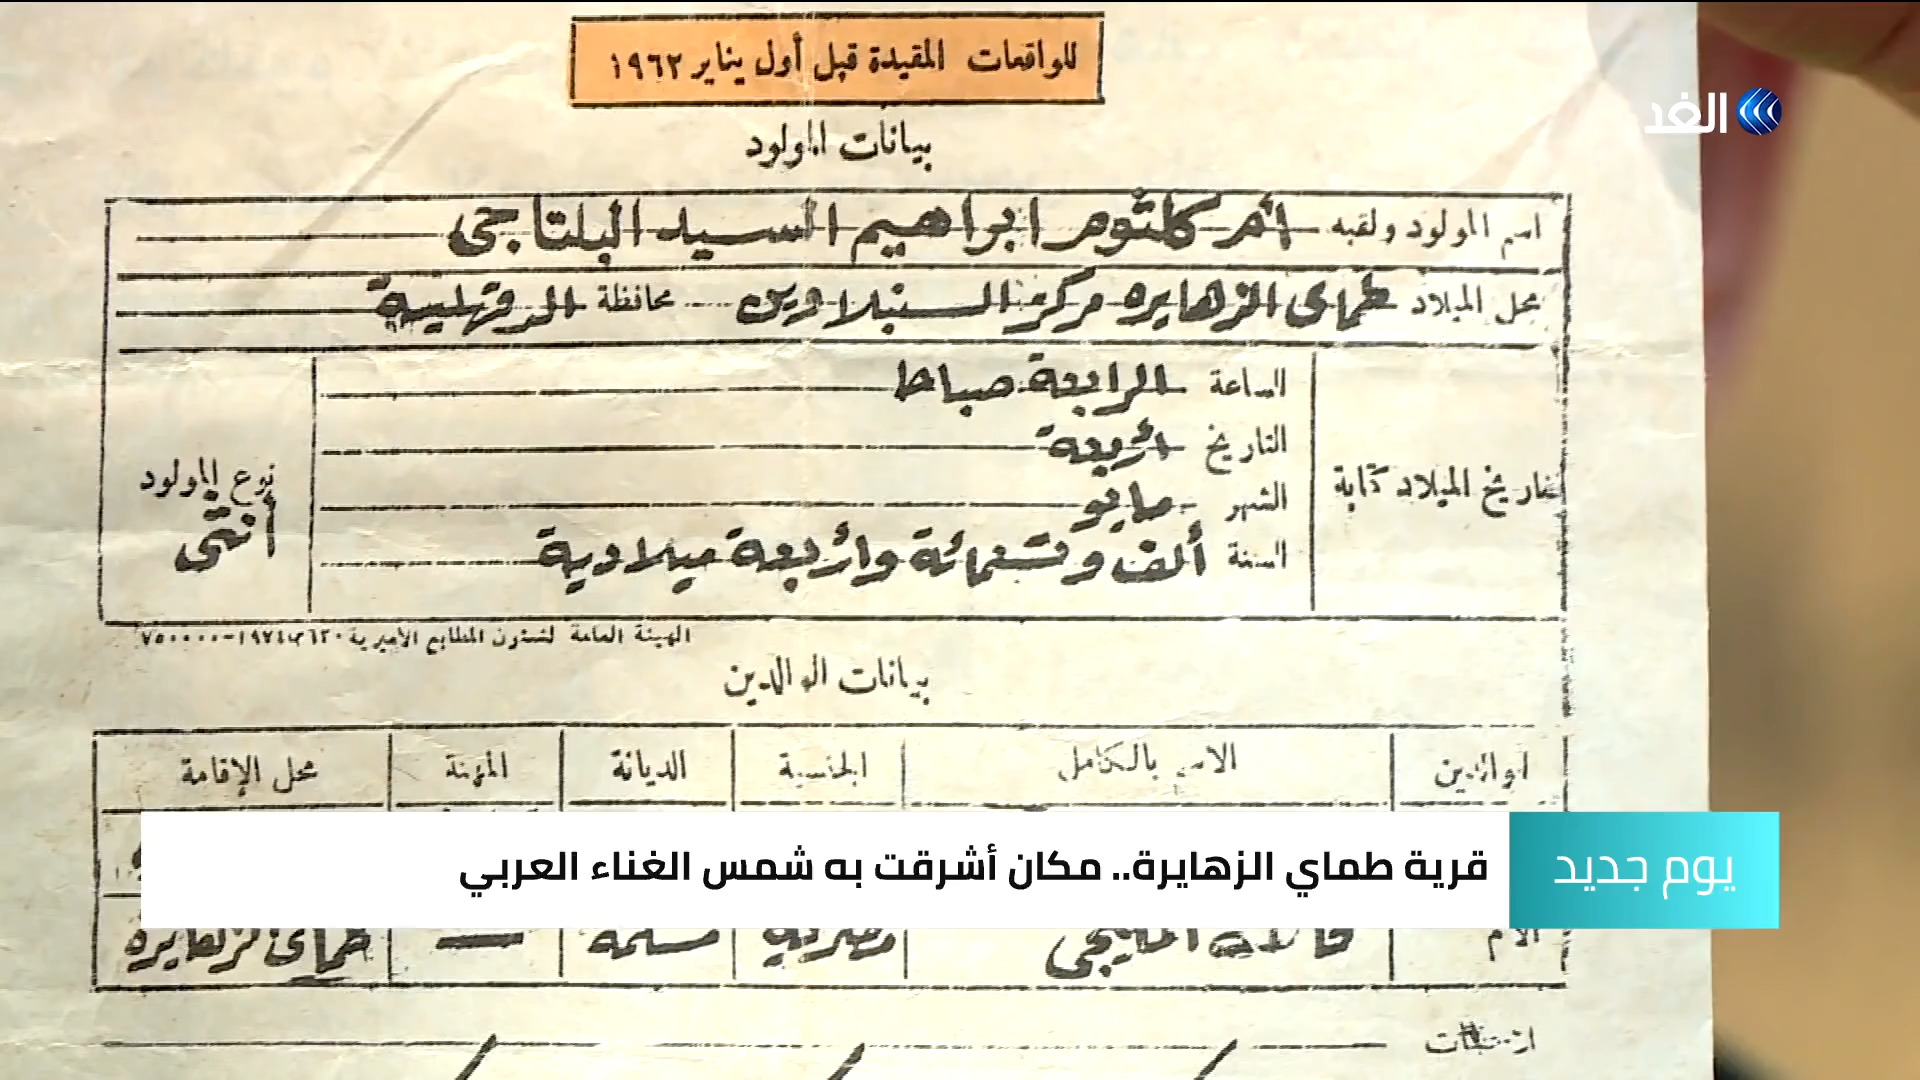 للواقعات المقيدة قبل أول يناير ١٩٦٢
الغد
بيانات المولود
اسم المولود ولقبه أم كلثوم ابراهيم السيد البلتاجى
محل الميلاد طماى الزهايره مركز السنبلاوين محافظة الدقهلية
تاريخ الميلاد كتابة
الساعة الرابعة صباحا
التاريخ أربعة
الشهر مايو
السنة ألف وتسعمائة وأربعة ميلادية
نوع المولود
أنثى
الهيئة العامة لشئون المطابع الأميرية
بيانات الوالدين
الوالدين الاسم بالكامل الجنسية الديانة المهنة محل الإقامة
يوم جديد
قرية طماي الزهايرة.. مكان أشرقت به شمس الغناء العربي
الأم المليجى مصرية مسلمة طماى الزهايره